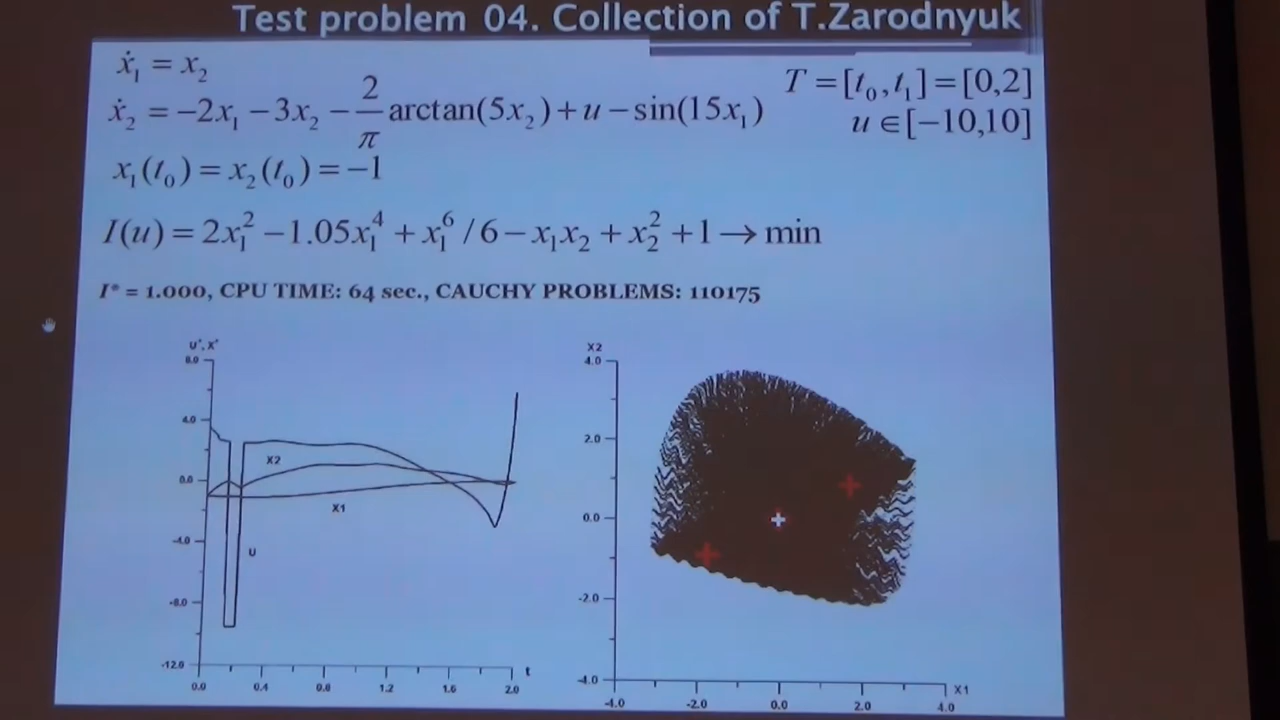 Test problem 04. Collection of T.Zarodnyuk
ẋ₁ = x₂
T = [t₀,t₁] = [0,2]
ẋ₂ = −2x₁ − 3x₂ − 2/π arctan(5x₂) + u − sin(15x₁)
u ∈ [−10,10]
x₁(t₀) = x₂(t₀) = −1
I(u) = 2x₁² − 1.05x₁⁴ + x₁⁶ / 6 − x₁x₂ + x₂² + 1 → min
I* = 1.000, CPU TIME: 64 sec., CAUCHY PROBLEMS: 110175
u*, x*
8.0
4.0
0.0
-4.0
-8.0
-12.0
X2
X1
U
0.0 0.4 0.8 1.2 1.6 2.0
t
X2
4.0
2.0
0.0
-2.0
-4.0
-4.0 -2.0 0.0 2.0 4.0
X1